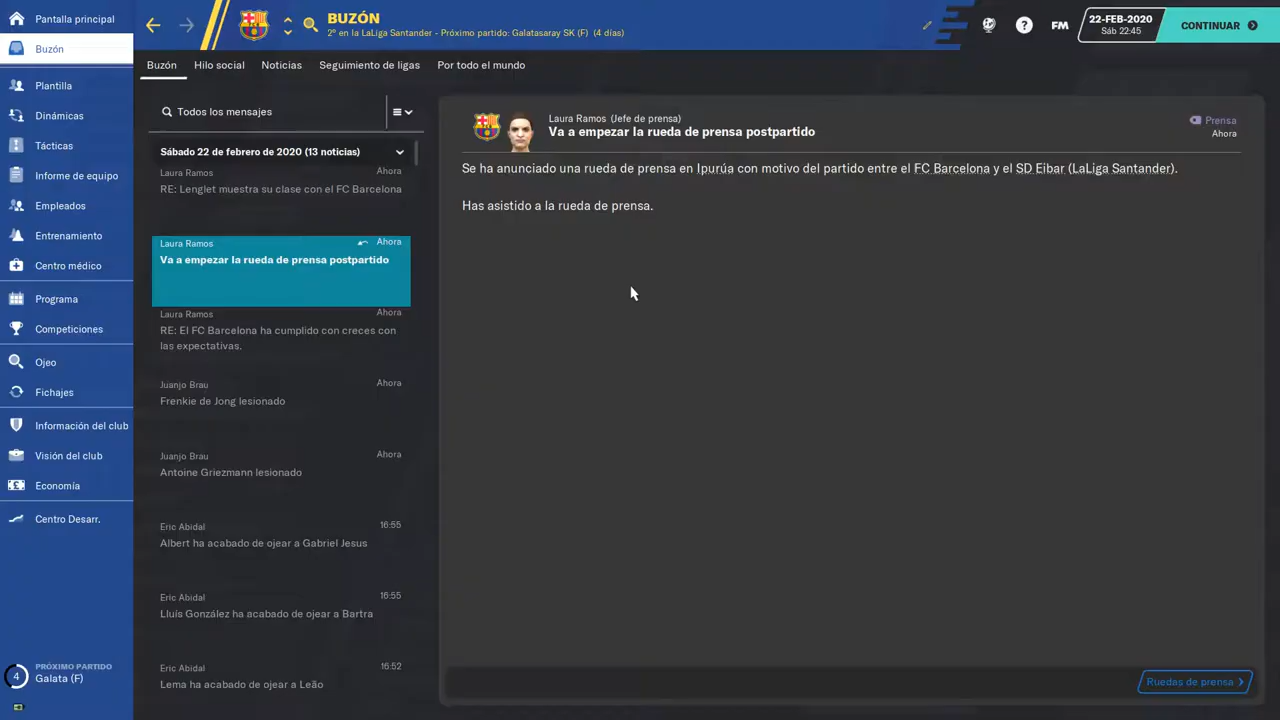 Pantalla principal
Buzón
Plantilla
Dinámicas
Tácticas
Informe de equipo
Empleados
Entrenamiento
Centro médico
Programa
Competiciones
Ojeo
Fichajes
Información del club
Visión del club
Economía
Centro Desarr.
4
PRÓXIMO PARTIDO
Galata (F)
BUZÓN
2º en la LaLiga Santander - Próximo partido: Galatasaray SK (F) (4 días)
?
FM
22-FEB-2020
Sáb 22:45
CONTINUAR
Buzón
Hilo social
Noticias
Seguimiento de ligas
Por todo el mundo
Todos los mensajes
Sábado 22 de febrero de 2020 (13 noticias)
Laura Ramos
Ahora
RE: Lenglet muestra su clase con el FC Barcelona
Laura Ramos
Ahora
Va a empezar la rueda de prensa postpartido
Laura Ramos
Ahora
RE: El FC Barcelona ha cumplido con creces con
las expectativas.
Juanjo Brau
Ahora
Frenkie de Jong lesionado
Juanjo Brau
Ahora
Antoine Griezmann lesionado
Eric Abidal
16:55
Albert ha acabado de ojear a Gabriel Jesus
Eric Abidal
16:55
Lluís González ha acabado de ojear a Bartra
Eric Abidal
16:52
Lema ha acabado de ojear a Leão
Laura Ramos (Jefe de prensa)
Va a empezar la rueda de prensa postpartido
Prensa
Ahora
Se ha anunciado una rueda de prensa en Ipurúa con motivo del partido entre el FC Barcelona y el SD Eibar (LaLiga Santander).
Has asistido a la rueda de prensa.
Ruedas de prensa